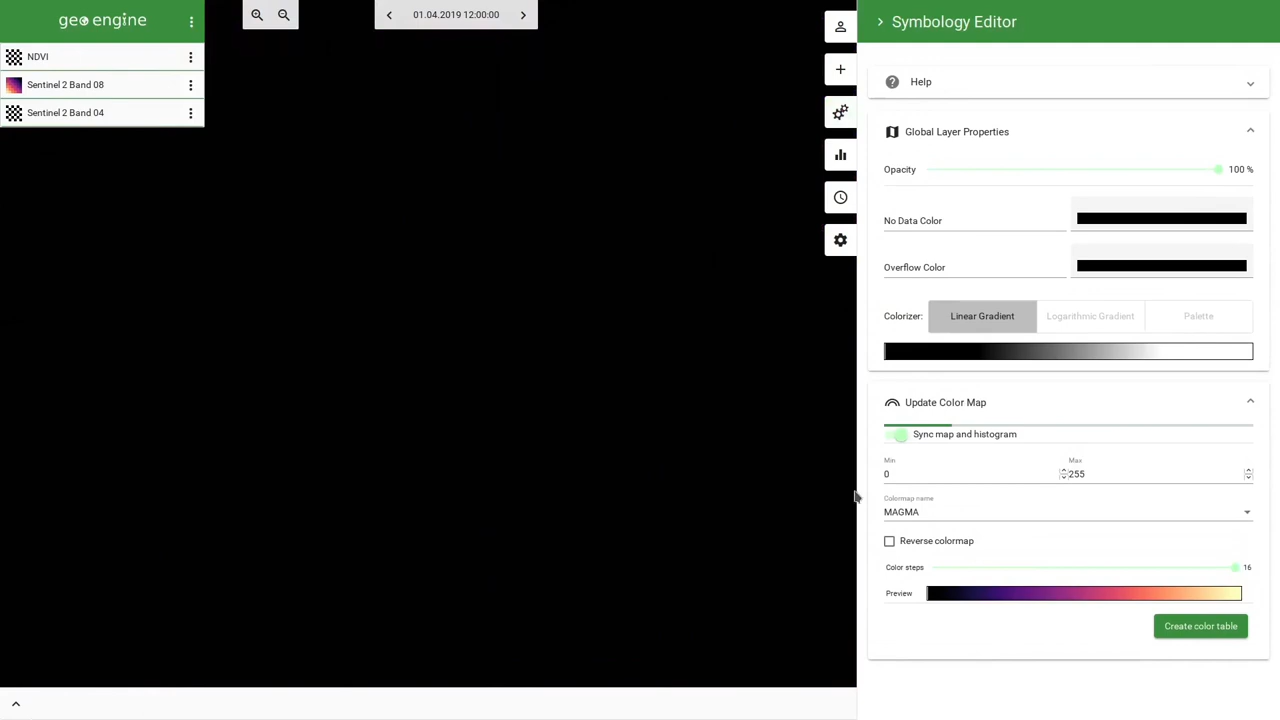 geo engine
01.04.2019 12:00:00
Symbology Editor
NDVI
Sentinel 2 Band 08
Sentinel 2 Band 04
Help
Global Layer Properties
Opacity 100 %
No Data Color
Overflow Color
Colorizer: Linear Gradient Logarithmic Gradient Palette
Update Color Map
Sync map and histogram
Min Max
0 255
Colormap name
MAGMA
Reverse colormap
Color steps 16
Preview
Create color table